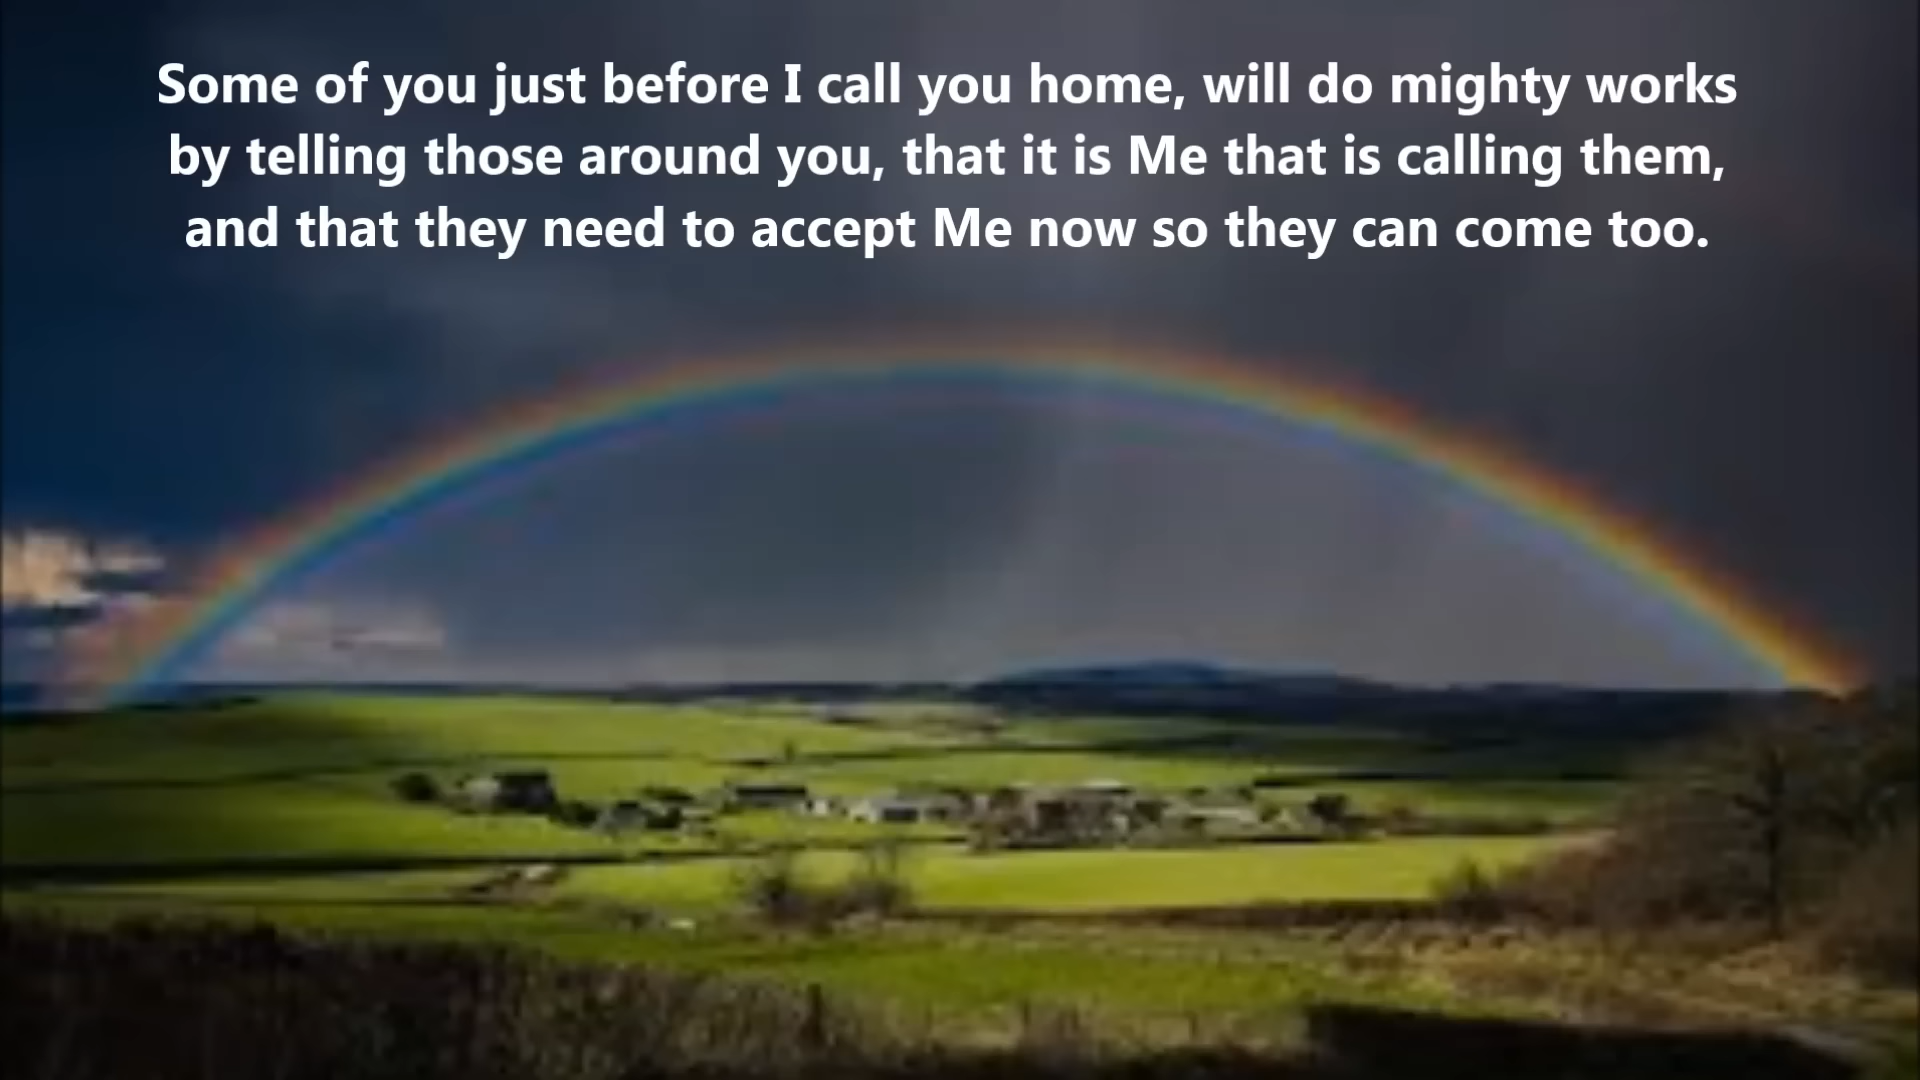 Some of you just before I call you home, will do mighty works
by telling those around you, that it is Me that is calling them,
and that they need to accept Me now so they can come too.